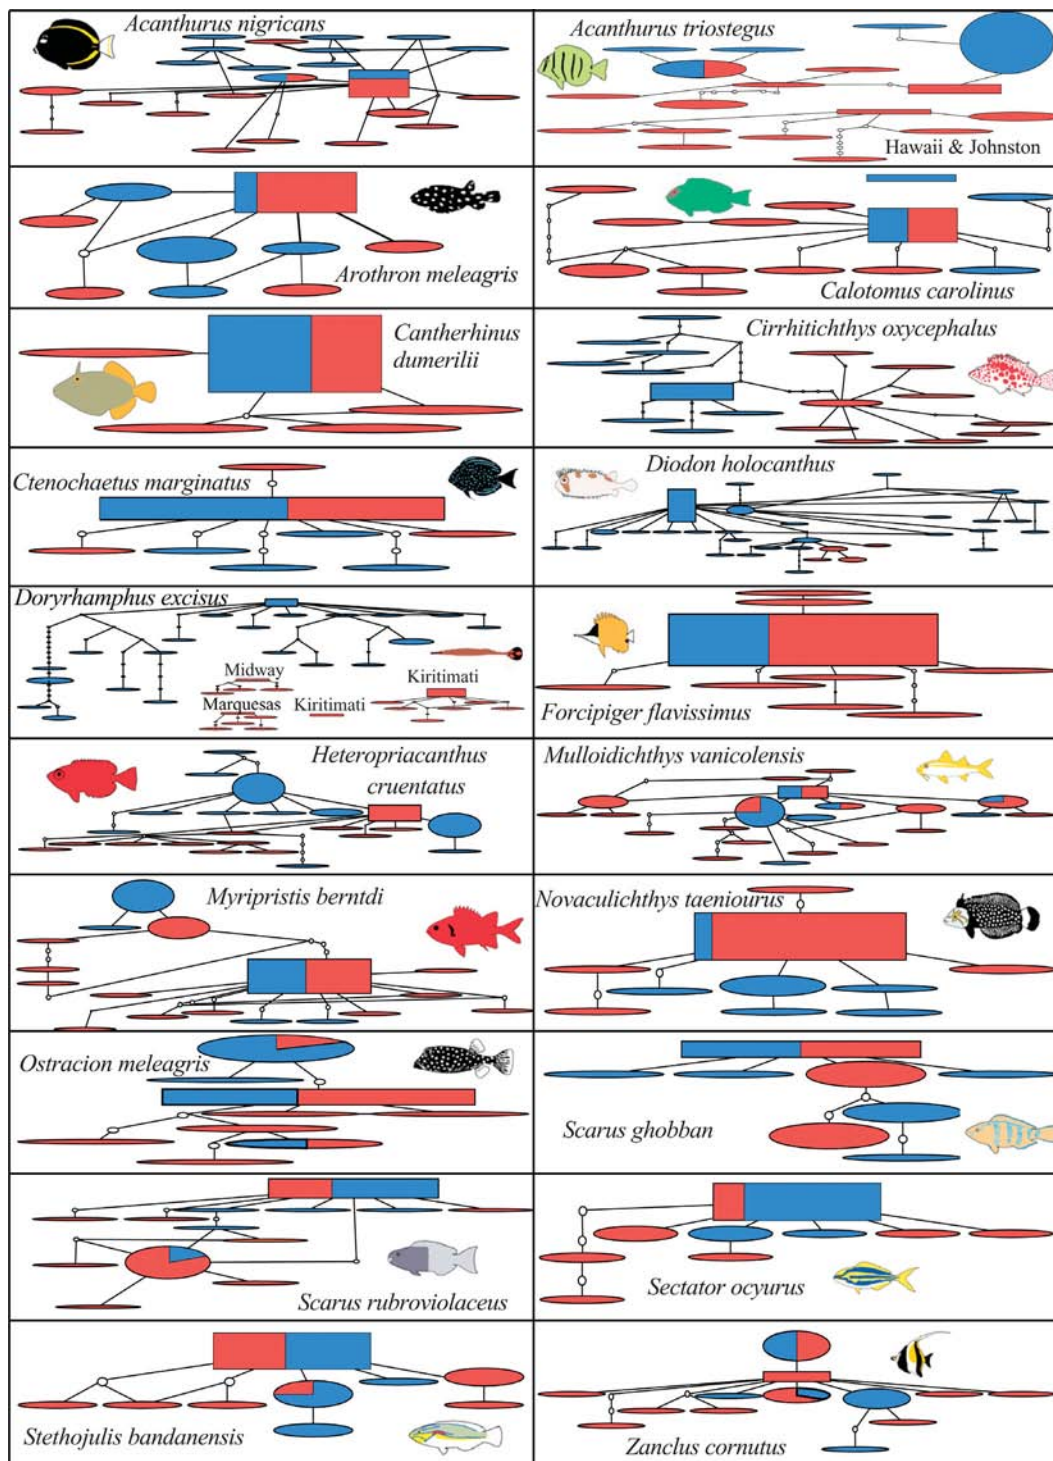 Acanthurus nigricans
Acanthurus triostegus
Hawaii & Johnston
Arothron meleagris
Calotomus carolinus
Cantherhinus
dumerilii
Cirrhitichthys oxycephalus
Ctenochaetus marginatus
Diodon holocanthus
Doryrhamphus excisus
Midway
Kiritimati
Marquesas
Kiritimati
Forcipiger flavissimus
Heteropriacanthus
cruentatus
Mulloidichthys vanicolensis
Myripristis berntdi
Novaculichthys taeniourus
Ostracion meleagris
Scarus ghobban
Scarus rubroviolaceus
Sectator ocyurus
Stethojulis bandanensis
Zanclus cornutus